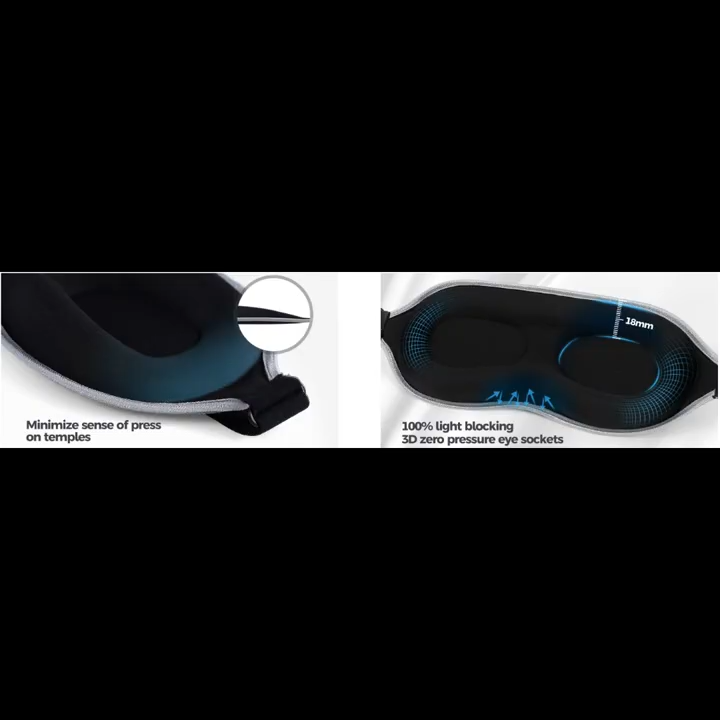 Minimize sense of press
on temples
18mm
100% light blocking
3D zero pressure eye sockets